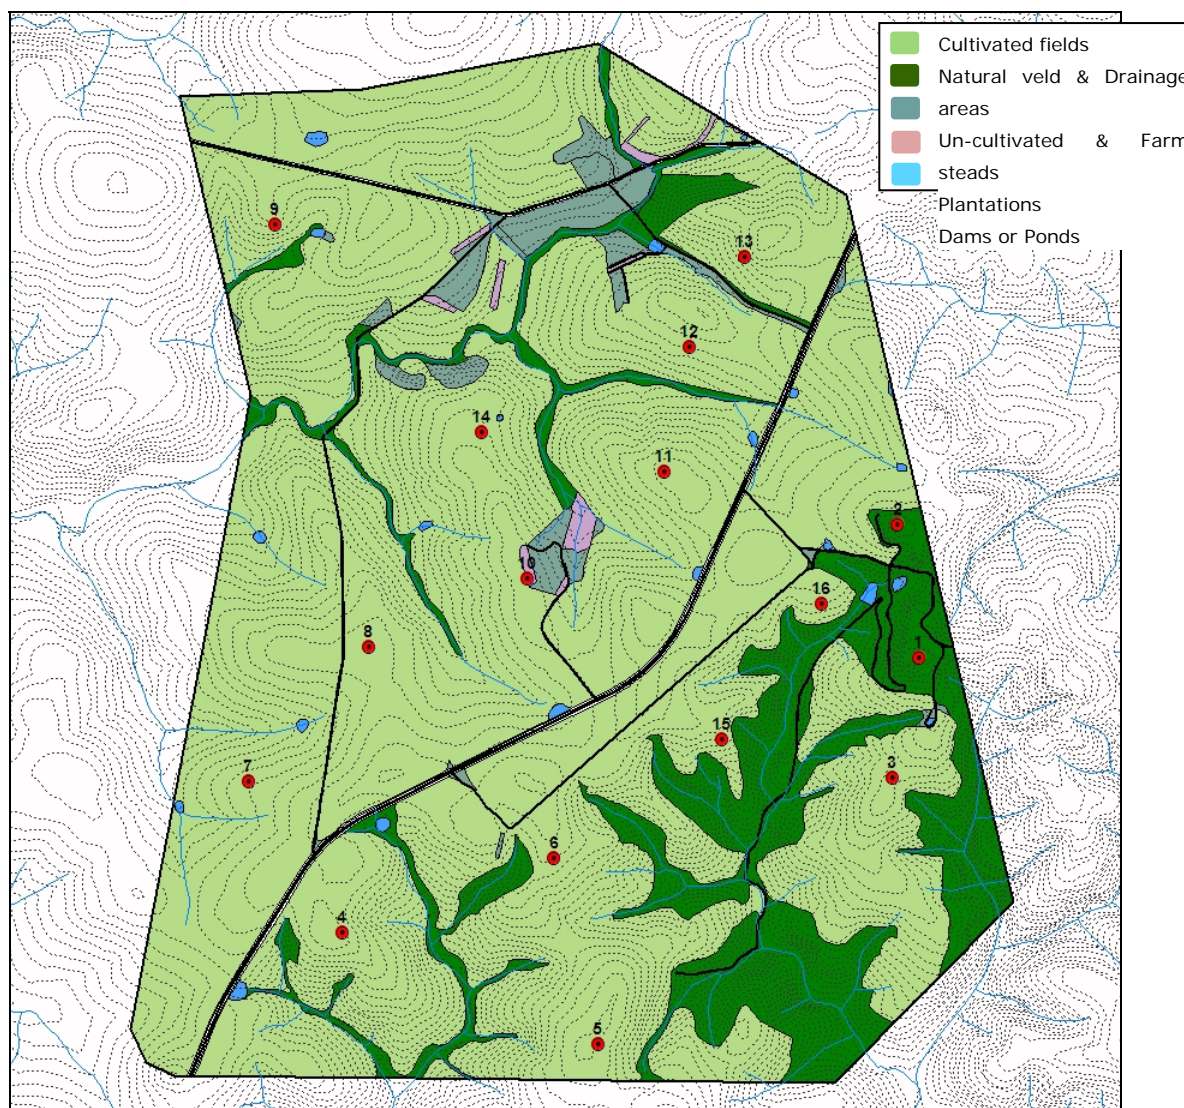 Cultivated fields
Natural veld & Drainage
areas
Un-cultivated & Farm
steads
Plantations
Dams or Ponds
9
13
12
14
11
2
10
16
8
1
15
3
7
6
4
5